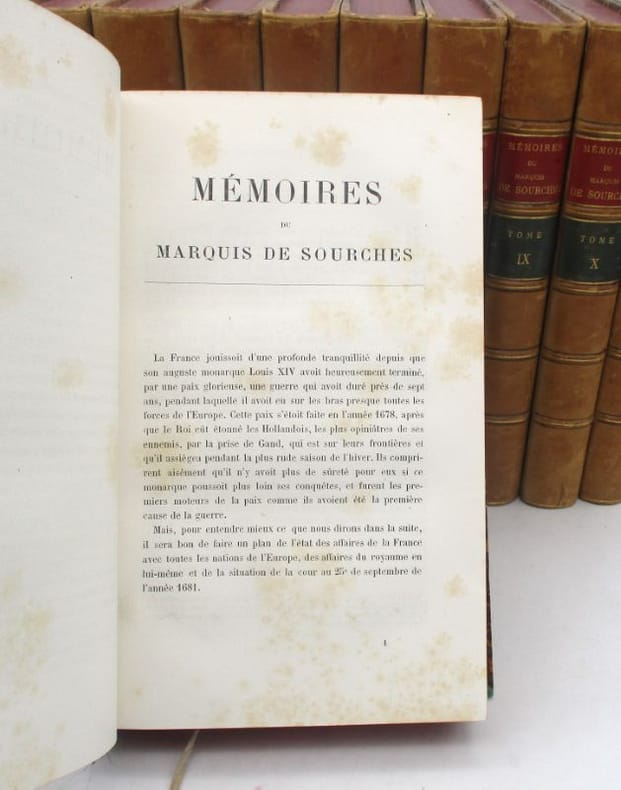 MÉMOIRES
DU
MARQUIS DE SOURCHES
La France jouissoit d'une profonde tranquillité depuis que
son auguste monarque Louis XIV avoit heureusement terminé,
par une paix glorieuse, une guerre qui avoit duré près de sept
ans, pendant laquelle il avoit eu sur les bras presque toutes les
forces de l'Europe. Cette paix s'étoit faite en l'année 1678, après
que le Roi eût étonné les Hollandois, les plus opiniâtres de ses
ennemis, par la prise de Gand, qui est sur leurs frontières et
qu'il assiégea pendant la plus rude saison de l'hiver. Ils compri-
rent aisément qu'il n'y avoit plus de sûreté pour eux si ce
monarque poussoit plus loin ses conquêtes, et furent les pre-
miers moteurs de la paix comme ils avoient été la première
cause de la guerre.
Mais, pour entendre mieux ce que nous dirons dans la suite,
il sera bon de faire un plan de l'état des affaires de la France
avec toutes les nations de l'Europe, des affaires du royaume en
lui-même et de la situation de la cour au 25e de septembre de
l'année 1681.
1
MÉMOIRES
DU
MARQUIS
DE SOURCHES
TOME
IX
MÉMOIRE
DU
MARQUIS
DE SOURC
TOME
X